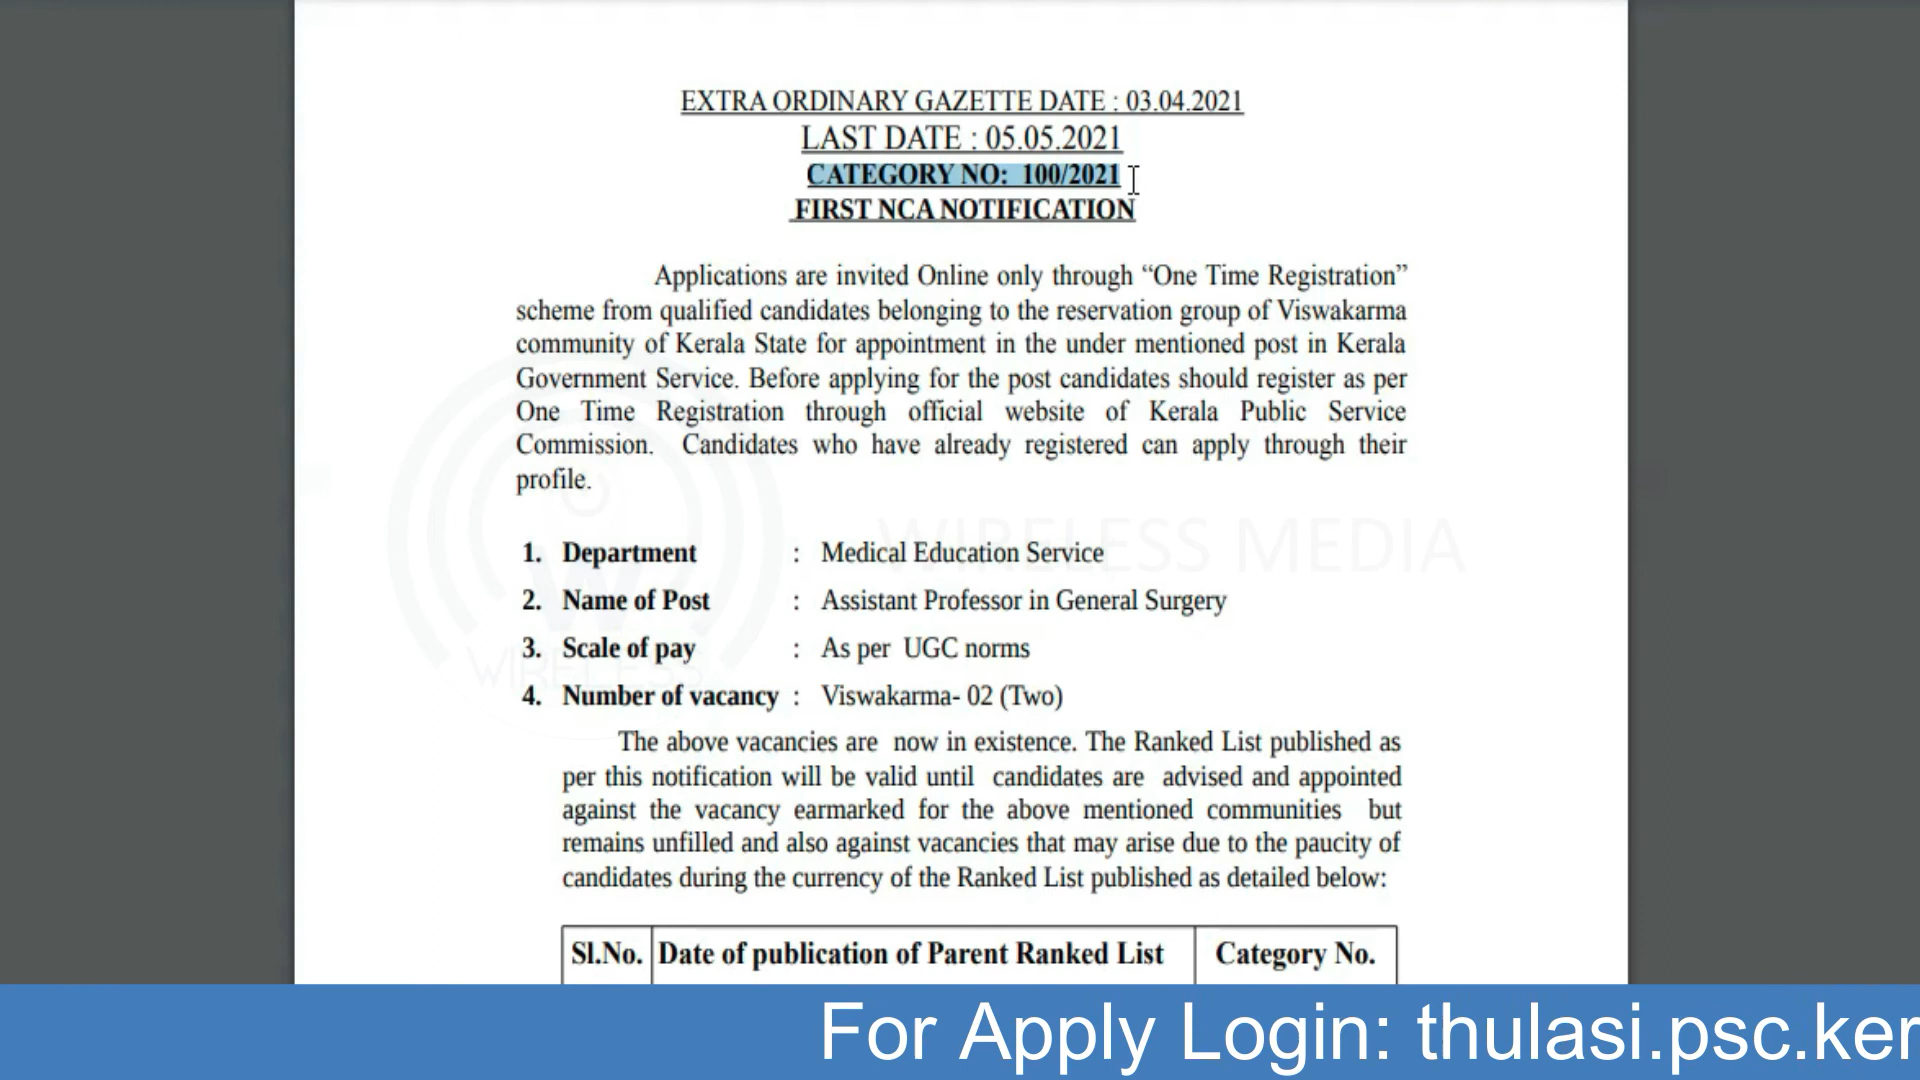 EXTRA ORDINARY GAZETTE DATE : 03.04.2021
LAST DATE : 05.05.2021
CATEGORY NO:  100/2021
FIRST NCA NOTIFICATION
Applications are invited Online only through “One Time Registration”
scheme from qualified candidates belonging to the reservation group of Viswakarma
community of Kerala State for appointment in the under mentioned post in Kerala
Government Service. Before applying for the post candidates should register as per
One Time Registration through official website of Kerala Public Service
Commission. Candidates who have already registered can apply through their
profile.
WIRELESS MEDIA
1. Department : Medical Education Service
2. Name of Post : Assistant Professor in General Surgery
3. Scale of pay : As per UGC norms
WIRELESS
4. Number of vacancy : Viswakarma- 02 (Two)
The above vacancies are now in existence. The Ranked List published as
per this notification will be valid until candidates are advised and appointed
against the vacancy earmarked for the above mentioned communities but
remains unfilled and also against vacancies that may arise due to the paucity of
candidates during the currency of the Ranked List published as detailed below:
Sl.No. Date of publication of Parent Ranked List Category No.
For Apply Login: thulasi.psc.ker